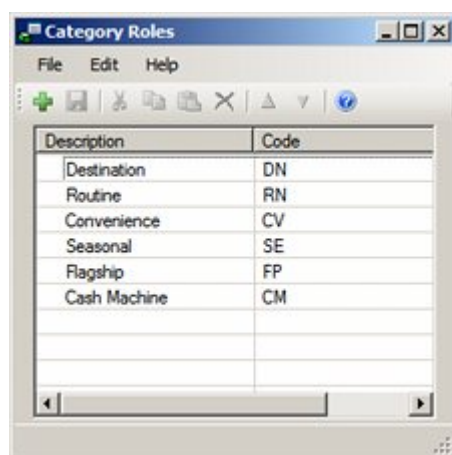 Category Roles
File Edit Help
Description Code
Destination DN
Routine RN
Convenience CV
Seasonal SE
Flagship FP
Cash Machine CM